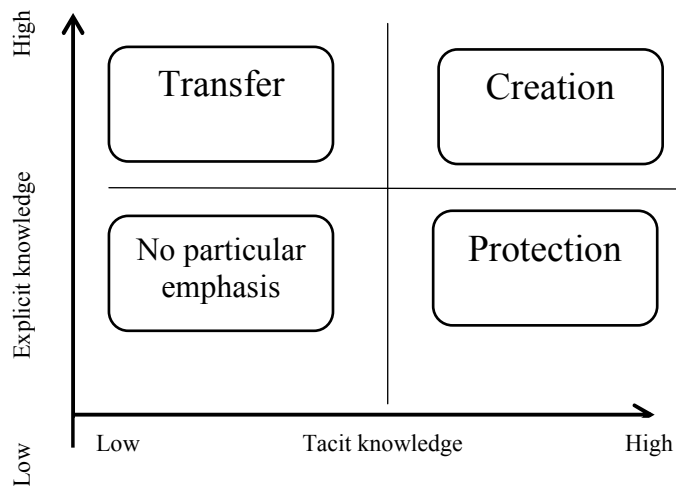 High
Explicit knowledge
Low
Transfer
Creation
No particular
emphasis
Protection
Low
Tacit knowledge
High